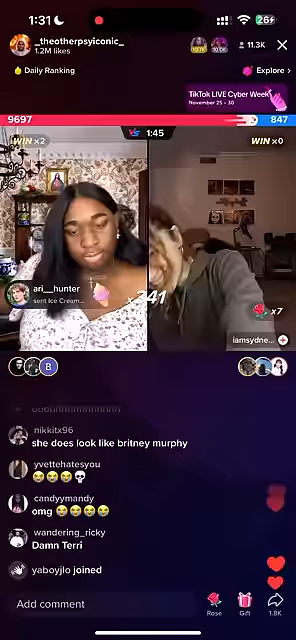 1:31
26
_theotherpsyiconic_
1.2M likes
11.3K
Daily Ranking
Explore >
TikTok LIVE Cyber Week
November 25 - 30
9697
847
WIN x2
VS 1:45
WIN x0
ari__hunter
sent Ice Cream...
x241
x7
iamsydne...
B
nikkitx96
she does look like britney murphy
yvettehatesyou
😭😭😭💀
candyymandy
omg 😭😭😭😭
wandering_ricky
Damn Terri
yaboyjlo joined
Add comment
Rose
Gift
1.8K